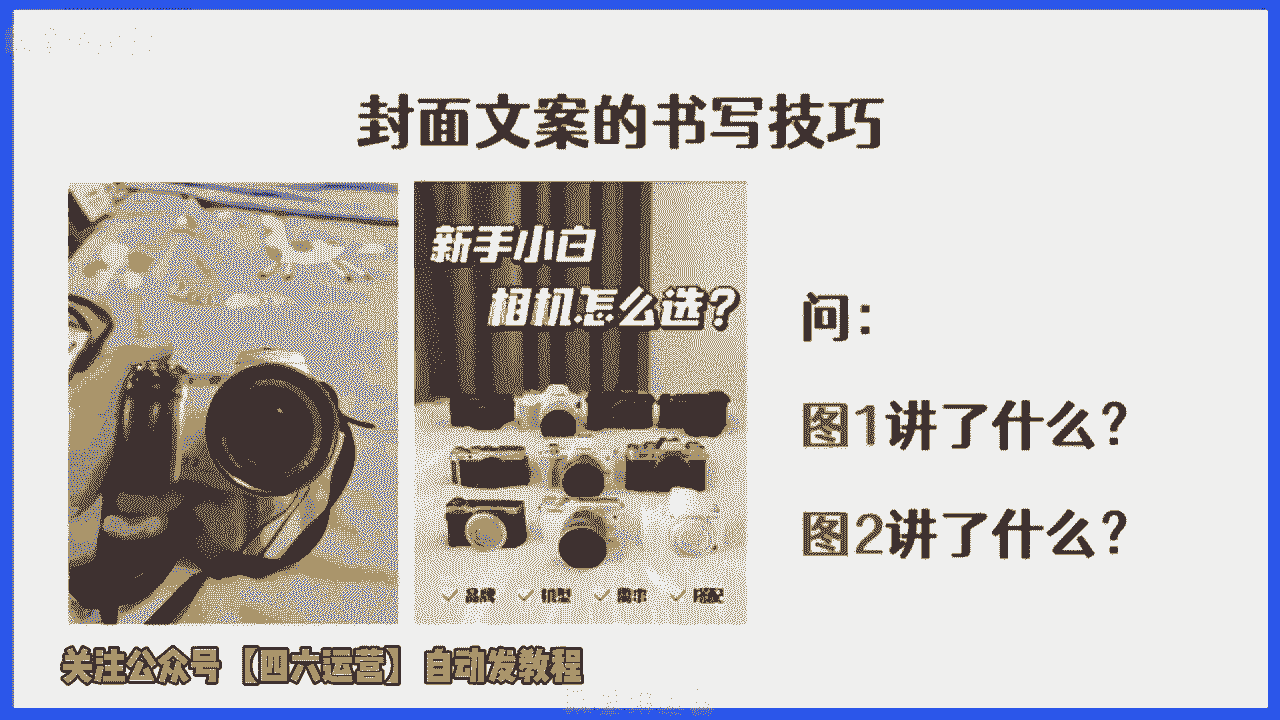 封面文案的书写技巧
新手小白
相机怎么选?
✓ 品牌 ✓ 机型 ✓ 需求 ✓ 搭配
问:
图1讲了什么?
图2讲了什么?
关注公众号【四六运营】自动发教程